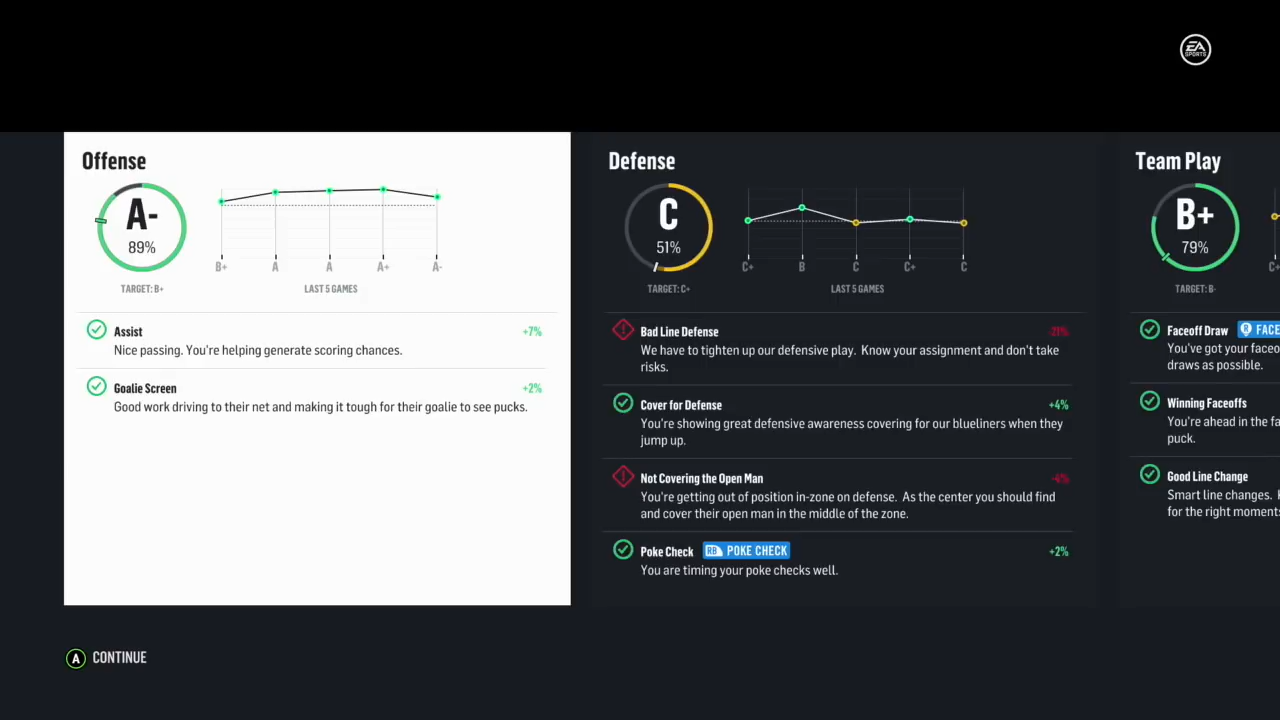 EA
SPORTS
Offense
A-
89%
TARGET: B+
B+ A A A+ A-
LAST 5 GAMES
Assist +7%
Nice passing. You're helping generate scoring chances.
Goalie Screen +2%
Good work driving to their net and making it tough for their goalie to see pucks.
Defense
C
51%
TARGET: C+
C+ B C C+ C
LAST 5 GAMES
Bad Line Defense -21%
We have to tighten up our defensive play. Know your assignment and don't take
risks.
Cover for Defense +4%
You're showing great defensive awareness covering for our blueliners when they
jump up.
Not Covering the Open Man -4%
You're getting out of position in-zone on defense. As the center you should find
and cover their open man in the middle of the zone.
Poke Check RB POKE CHECK +2%
You are timing your poke checks well.
Team Play
B+
79%
TARGET: B-
Faceoff Draw R FACE
You've got your faceo
draws as possible.
Winning Faceoffs
You're ahead in the fa
puck.
Good Line Change
Smart line changes.
for the right moments
A CONTINUE